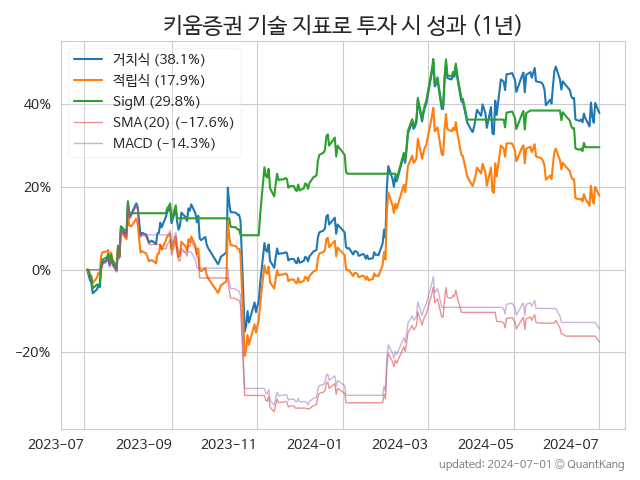 키움증권 기술 지표로 투자 시 성과 (1년)
거치식 (38.1%)
적립식 (17.9%)
SigM (29.8%)
SMA(20) (−17.6%)
MACD (−14.3%)
40%
20%
0%
−20%
2023-07 2023-09 2023-11 2024-01 2024-03 2024-05 2024-07
updated: 2024-07-01 © QuantKang